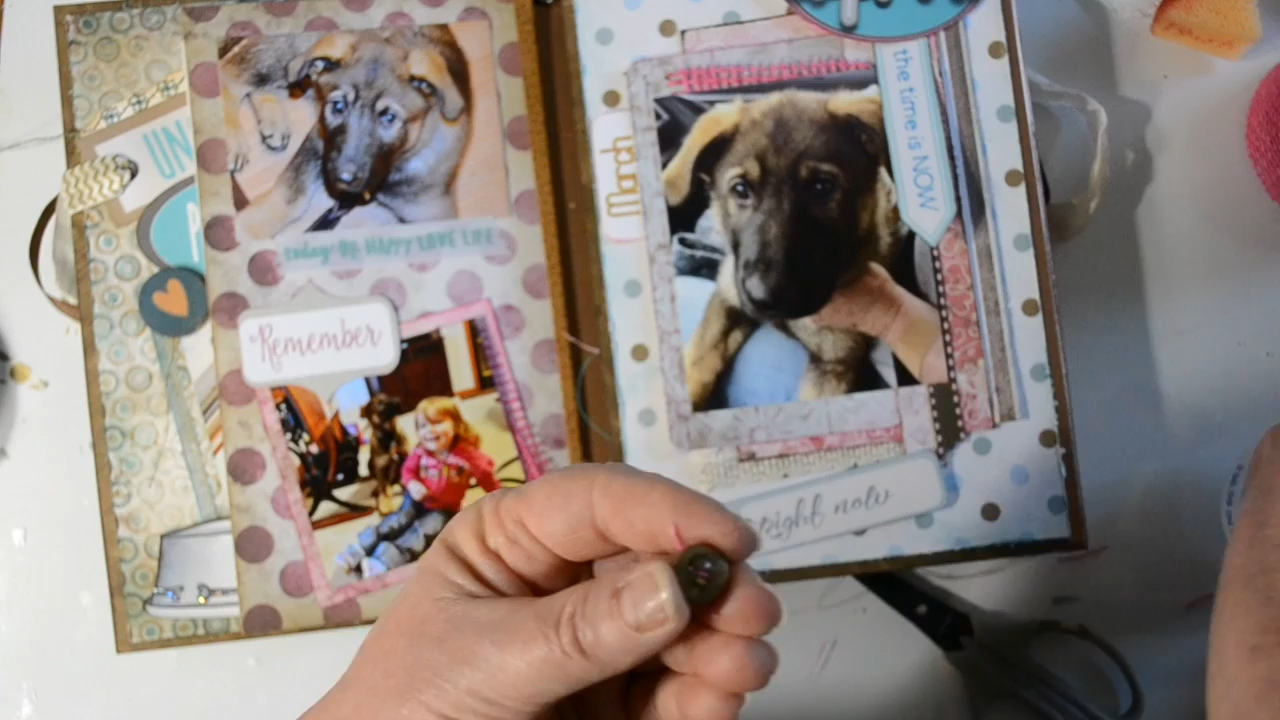 UN
today OH HAPPY LOVE LIFE
Remember
March
the time is NOW
right now